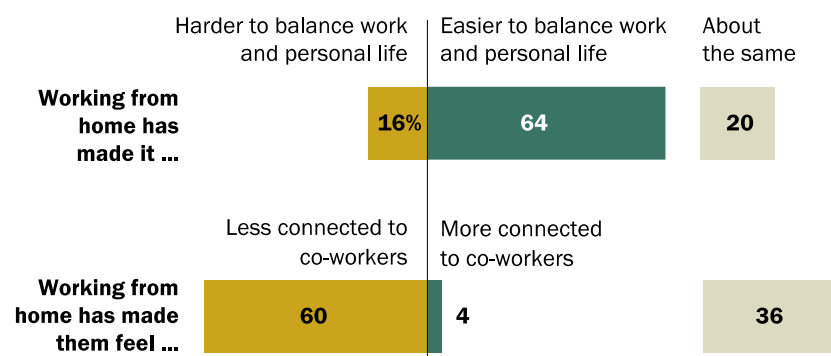 Harder to balance work
and personal life
Easier to balance work
and personal life
About
the same
Working from
home has
made it ...
16%
64
20
Less connected to
co-workers
More connected
to co-workers
Working from
home has made
them feel ...
60
4
36